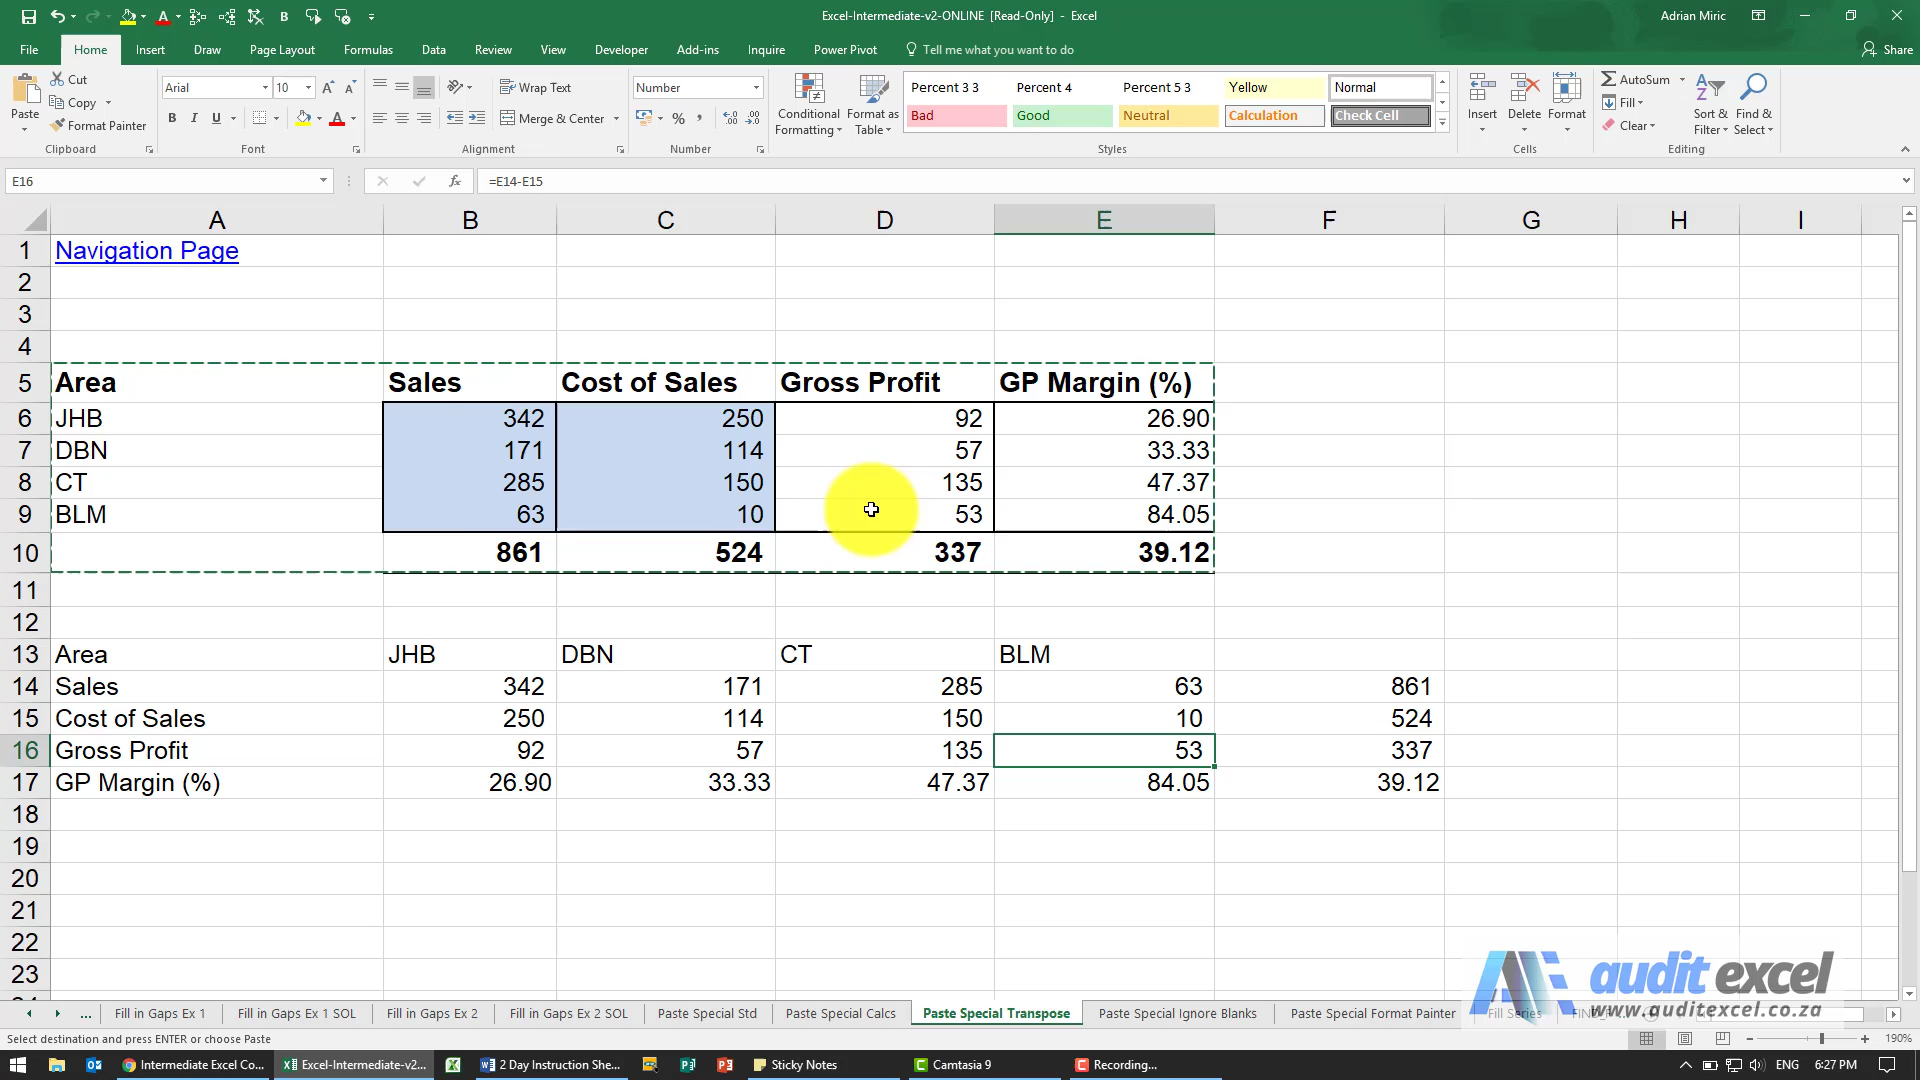 Excel-Intermediate-v2-ONLINE [Read-Only] - Excel
Adrian Miric
File Home Insert Draw Page Layout Formulas Data Review View Developer Add-ins Inquire Power Pivot Tell me what you want to do Share
Paste Cut Copy Format Painter Clipboard
Arial 10 B I U Font
Wrap Text Merge & Center Alignment
Number % , Number
Conditional Formatting Format as Table
Percent 3 3 Percent 4 Percent 5 3 Yellow Normal
Bad Good Neutral Calculation Check Cell
Styles
Insert Delete Format Cells
AutoSum Fill Clear Sort & Filter Find & Select Editing
E16 fx =E14-E15
A B C D E F G H I
1 Navigation Page
2
3
4
5 Area Sales Cost of Sales Gross Profit GP Margin (%)
6 JHB 342 250 92 26.90
7 DBN 171 114 57 33.33
8 CT 285 150 135 47.37
9 BLM 63 10 53 84.05
10 861 524 337 39.12
11
12
13 Area JHB DBN CT BLM
14 Sales 342 171 285 63 861
15 Cost of Sales 250 114 150 10 524
16 Gross Profit 92 57 135 53 337
17 GP Margin (%) 26.90 33.33 47.37 84.05 39.12
18
19
20
21
22
23
audit excel
www.auditexcel.co.za
... Fill in Gaps Ex 1 Fill in Gaps Ex 1 SOL Fill in Gaps Ex 2 Fill in Gaps Ex 2 SOL Paste Special Std Paste Special Calcs Paste Special Transpose Paste Special Ignore Blanks Paste Special Format Painter Fill Series
Select destination and press ENTER or choose Paste 190%
Intermediate Excel Co... Excel-Intermediate-v2... 2 Day Instruction She... Sticky Notes Camtasia 9 Recording... ENG 6:27 PM